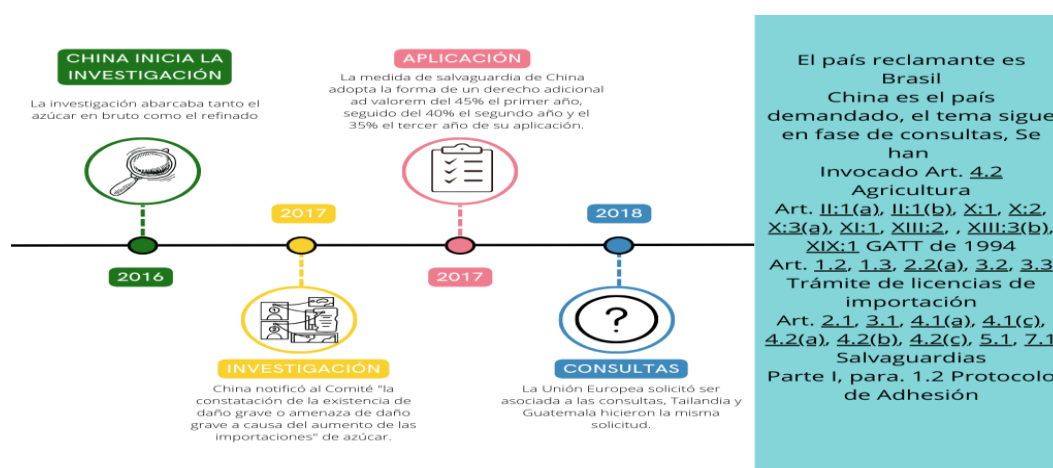 CHINA INICIA LA
INVESTIGACIÓN
La investigación abarcaba tanto el
azúcar en bruto como el refinado
2016
2017
INVESTIGACIÓN
China notificó al Comité "la
constatación de la existencia de
daño grave o amenaza de daño
grave a causa del aumento de las
importaciones" de azúcar.
APLICACIÓN
La medida de salvaguardia de China
adopta la forma de un derecho adicional
ad valorem del 45% el primer año,
seguido del 40% el segundo año y el
35% el tercer año de su aplicación.
2017
2018
CONSULTAS
La Unión Europea solicitó ser
asociada a las consultas, Tailandia y
Guatemala hicieron la misma
solicitud.
El país reclamante es
Brasil
China es el país
demandado, el tema sigue
en fase de consultas, Se
han
Invocado Art. 4.2
Agricultura
Art. II:1(a), II:1(b), X:1, X:2,
X:3(a), XI:1, XIII:2, , XIII:3(b),
XIX:1 GATT de 1994
Art. 1.2, 1.3, 2.2(a), 3.2, 3.3
Trámite de licencias de
importación
Art. 2.1, 3.1, 4.1(a), 4.1(c),
4.2(a), 4.2(b), 4.2(c), 5.1, 7.1
Salvaguardias
Parte I, para. 1.2 Protocolo
de Adhesión